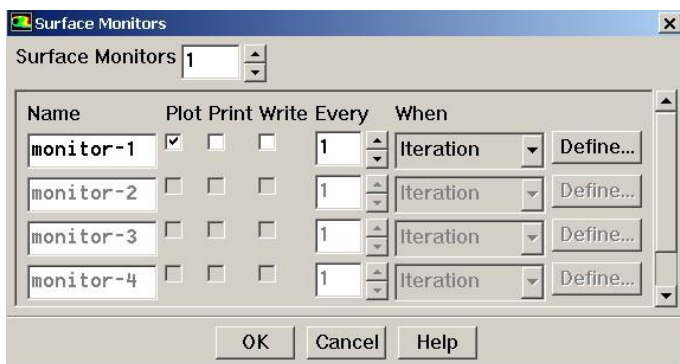 Surface Monitors
Surface Monitors 1
Name Plot Print Write Every When
monitor-1 1 Iteration Define...
monitor-2 1 Iteration Define...
monitor-3 1 Iteration Define...
monitor-4 1 Iteration Define...
OK Cancel Help